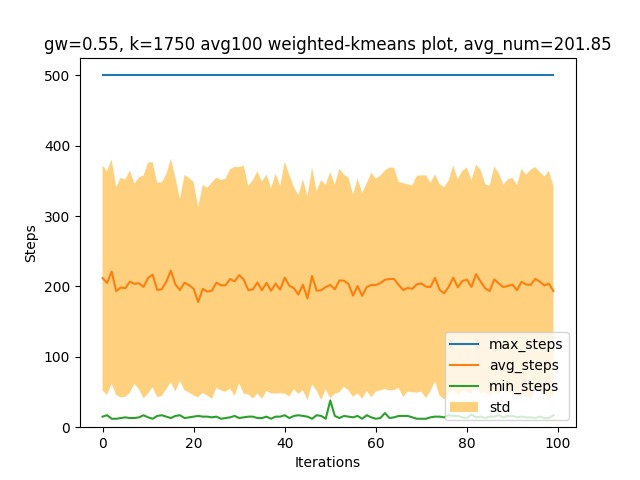 gw=0.55, k=1750 avg100 weighted-kmeans plot, avg_num=201.85
500
400
300
200
100
0
Steps
0 20 40 60 80 100
Iterations
max_steps
avg_steps
min_steps
std